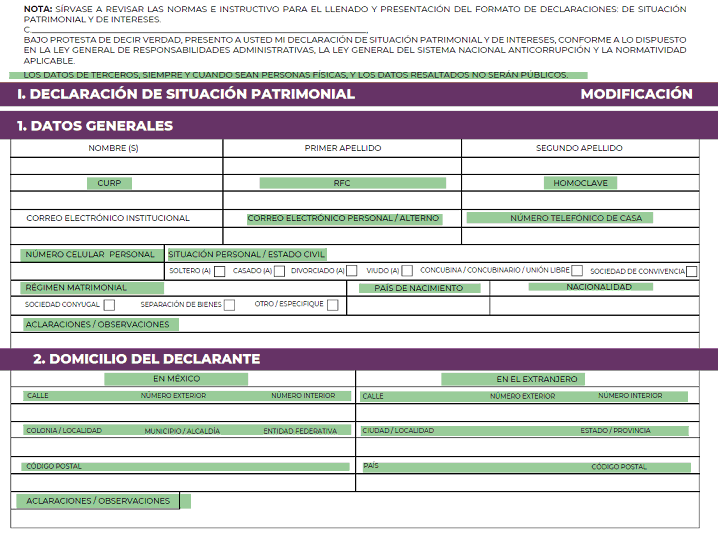 NOTA: SÍRVASE A REVISAR LAS NORMAS E INSTRUCTIVO PARA EL LLENADO Y PRESENTACIÓN DEL FORMATO DE DECLARACIONES: DE SITUACIÓN
PATRIMONIAL Y DE INTERESES.
C.
BAJO PROTESTA DE DECIR VERDAD, PRESENTO A USTED MI DECLARACIÓN DE SITUACIÓN PATRIMONIAL Y DE INTERESES, CONFORME A LO DISPUESTO
EN LA LEY GENERAL DE RESPONSABILIDADES ADMINISTRATIVAS, LA LEY GENERAL DEL SISTEMA NACIONAL ANTICORRUPCIÓN Y LA NORMATIVIDAD
APLICABLE.
LOS DATOS DE TERCEROS, SIEMPRE Y CUANDO SEAN PERSONAS FÍSICAS, Y LOS DATOS RESALTADOS NO SERÁN PÚBLICOS.
I. DECLARACIÓN DE SITUACIÓN PATRIMONIAL MODIFICACIÓN
1. DATOS GENERALES
NOMBRE (S) PRIMER APELLIDO SEGUNDO APELLIDO
CURP RFC HOMOCLAVE
CORREO ELECTRÓNICO INSTITUCIONAL CORREO ELECTRÓNICO PERSONAL / ALTERNO NÚMERO TELEFÓNICO DE CASA
NÚMERO CELULAR PERSONAL SITUACIÓN PERSONAL / ESTADO CIVIL
SOLTERO (A) CASADO (A) DIVORCIADO (A) VIUDO (A) CONCUBINA / CONCUBINARIO / UNIÓN LIBRE SOCIEDAD DE CONVIVENCIA
RÉGIMEN MATRIMONIAL PAÍS DE NACIMIENTO NACIONALIDAD
SOCIEDAD CONYUGAL SEPARACIÓN DE BIENES OTRO / ESPECIFIQUE
ACLARACIONES / OBSERVACIONES
2. DOMICILIO DEL DECLARANTE
EN MÉXICO EN EL EXTRANJERO
CALLE NÚMERO EXTERIOR NÚMERO INTERIOR CALLE NÚMERO EXTERIOR NÚMERO INTERIOR
COLONIA / LOCALIDAD MUNICIPIO / ALCALDÍA ENTIDAD FEDERATIVA CIUDAD / LOCALIDAD ESTADO / PROVINCIA
CÓDIGO POSTAL PAÍS CÓDIGO POSTAL
ACLARACIONES / OBSERVACIONES